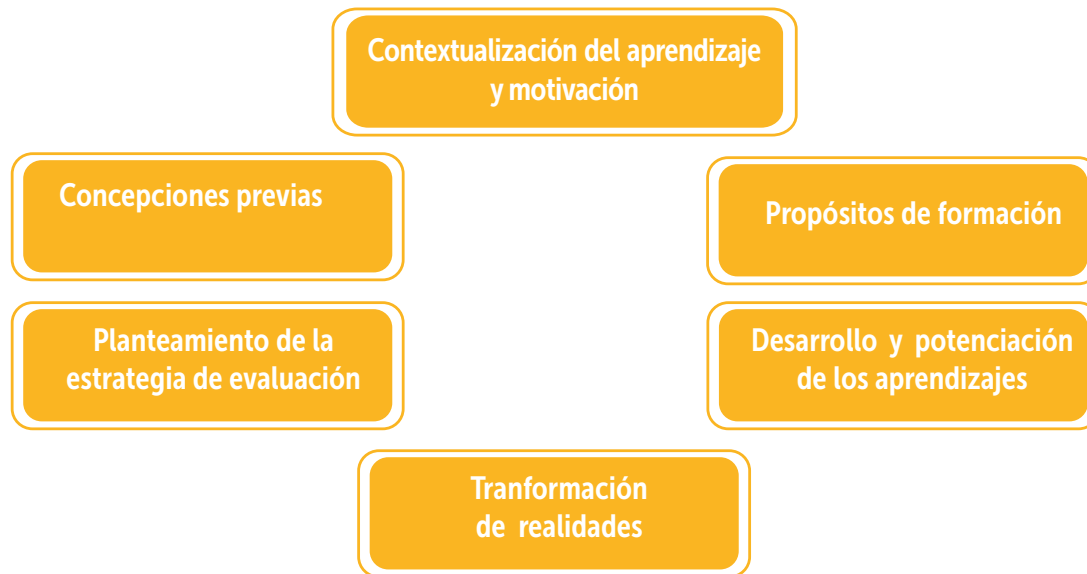 Contextualización del aprendizaje
y motivación
Concepciones previas
Propósitos de formación
Planteamiento de la
estrategia de evaluación
Desarrollo y potenciación
de los aprendizajes
Tranformación
de realidades